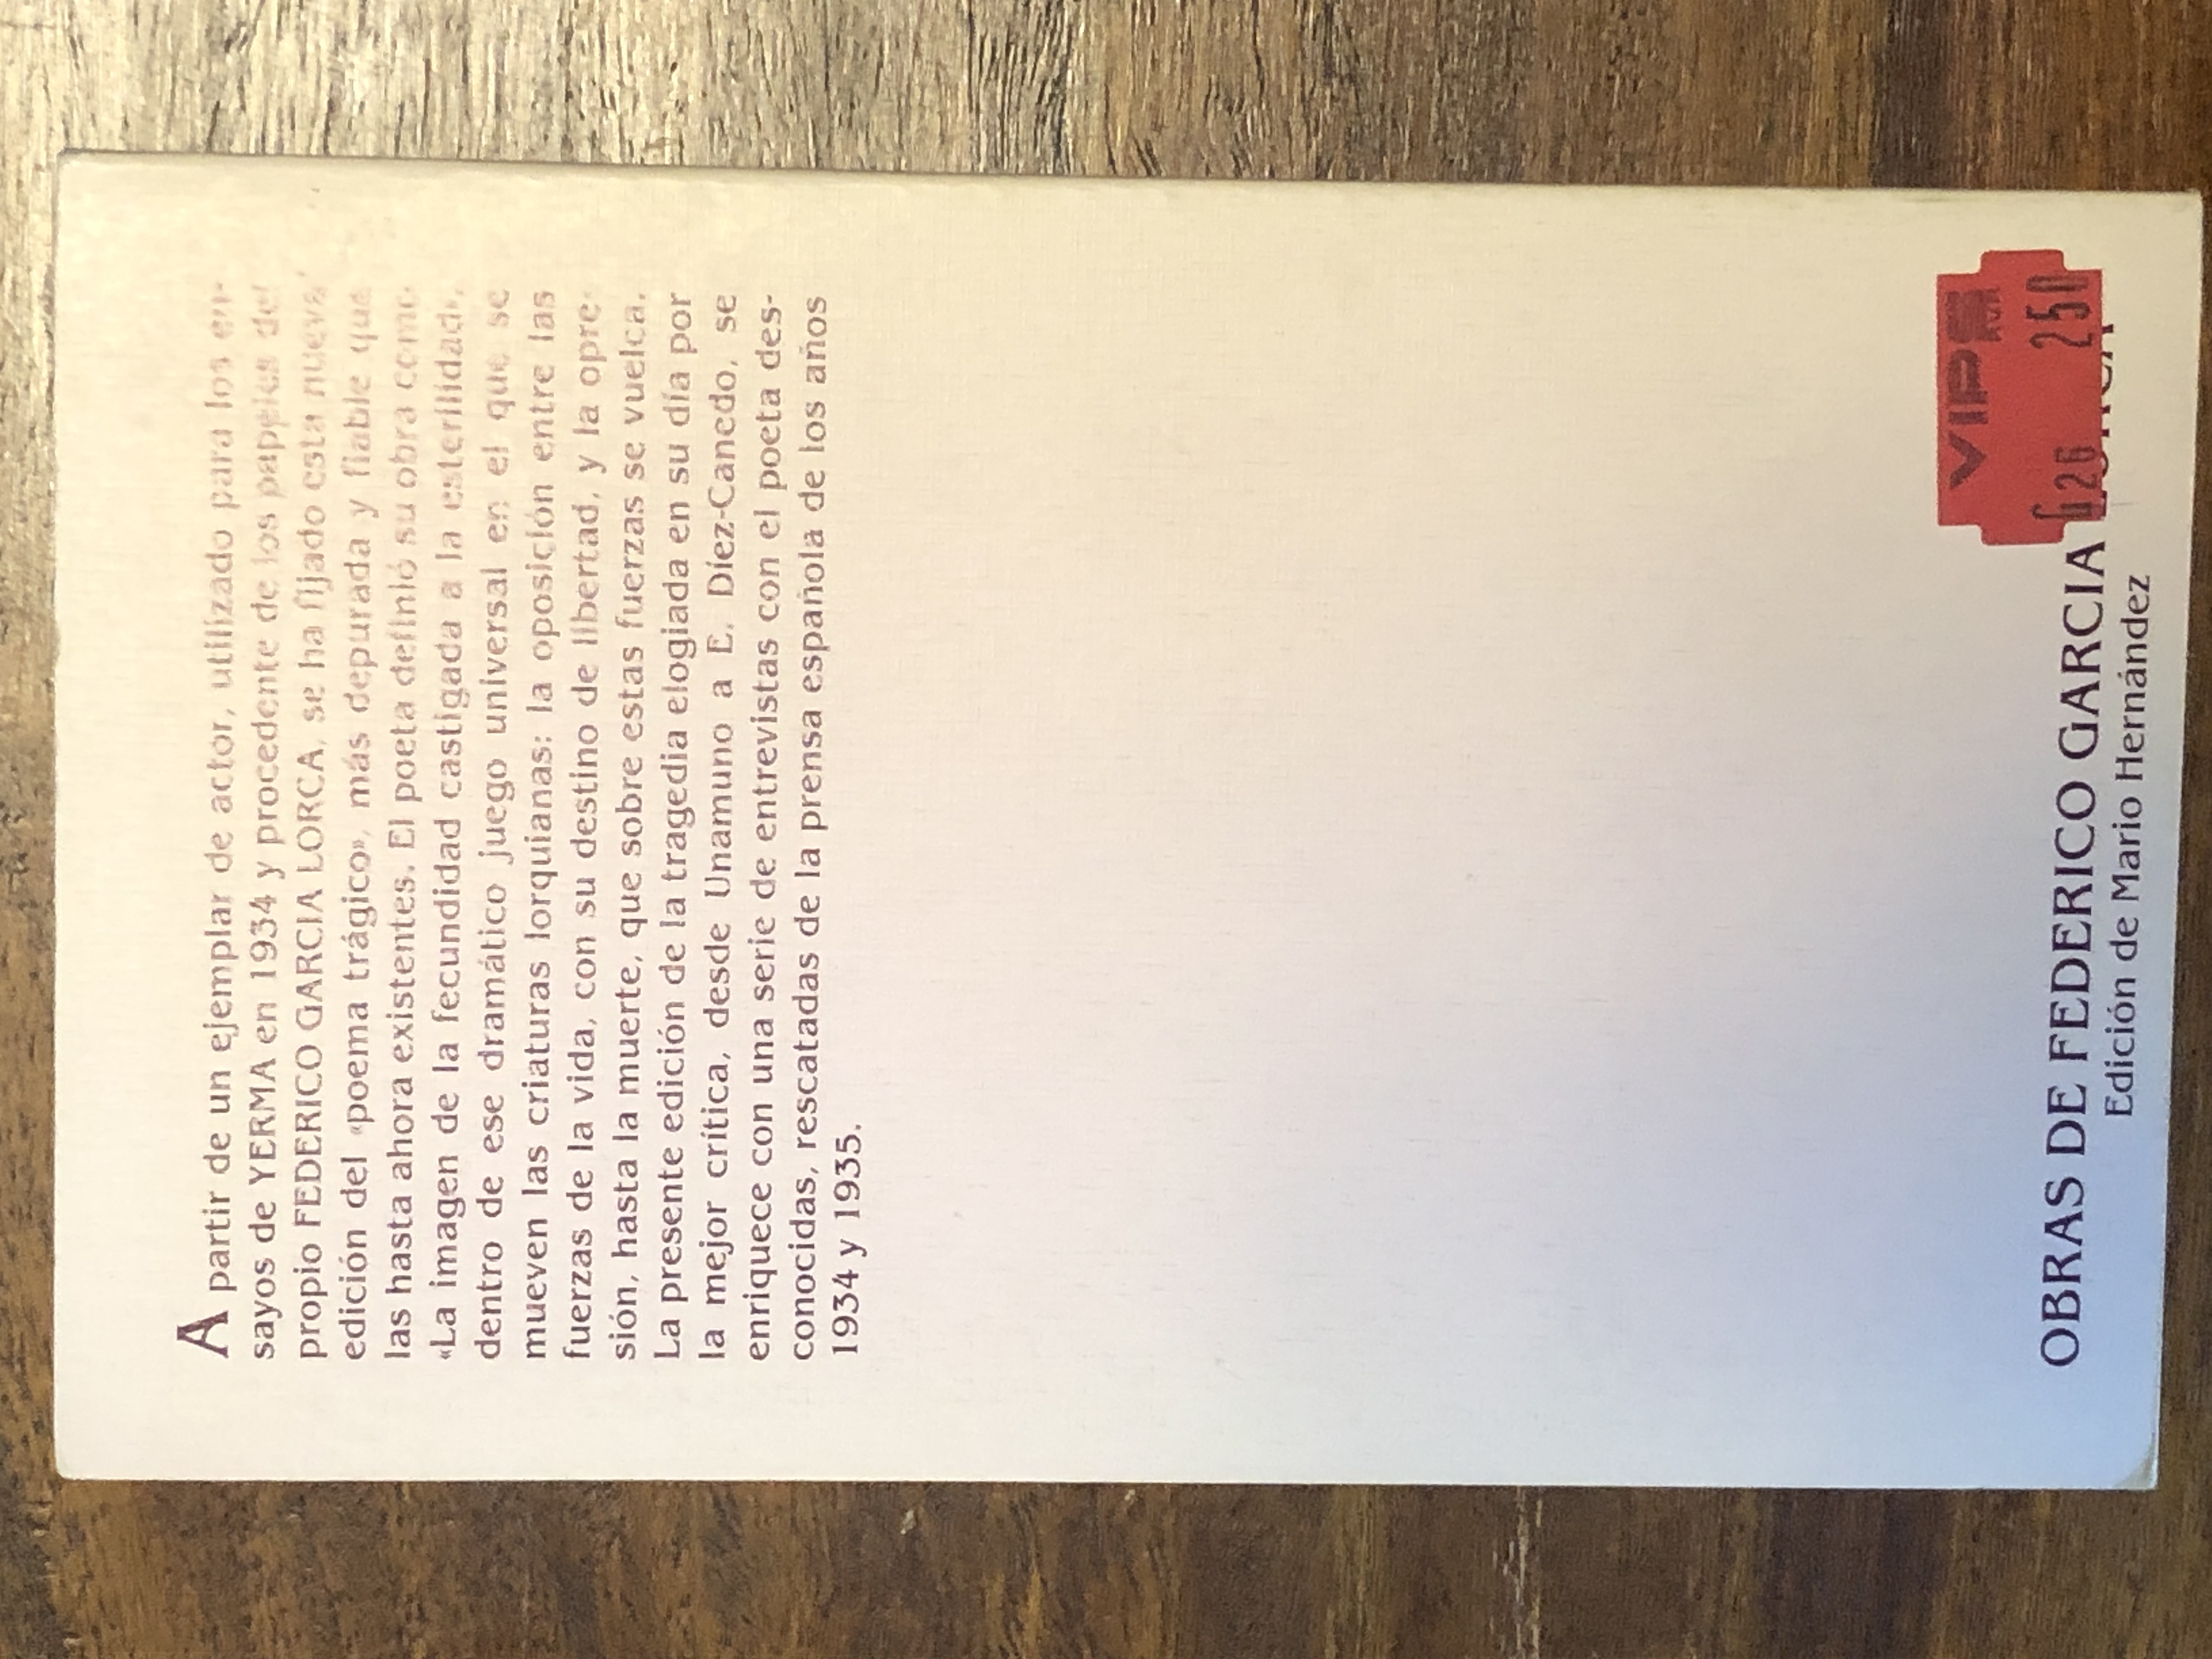 A partir de un ejemplar de actor, utilizado para los en-
sayos de YERMA en 1934 y procedente de los papeles del
propio FEDERICO GARCIA LORCA, se ha fijado esta nueva
edición del «poema trágico», más depurada y fiable que
las hasta ahora existentes. El poeta definió su obra como
«La imagen de la fecundidad castigada a la esterilidad»,
dentro de ese dramático juego universal en el que se
mueven las criaturas lorquianas: la oposición entre las
fuerzas de la vida, con su destino de libertad, y la opre-
sión, hasta la muerte, que sobre estas fuerzas se vuelca.
La presente edición de la tragedia elogiada en su día por
la mejor crítica, desde Unamuno a E. Díez-Canedo, se
enriquece con una serie de entrevistas con el poeta des-
conocidas, rescatadas de la prensa española de los años
1934 y 1935.
VIPS
G26 250
OBRAS DE FEDERICO GARCIA
Edición de Mario Hernández